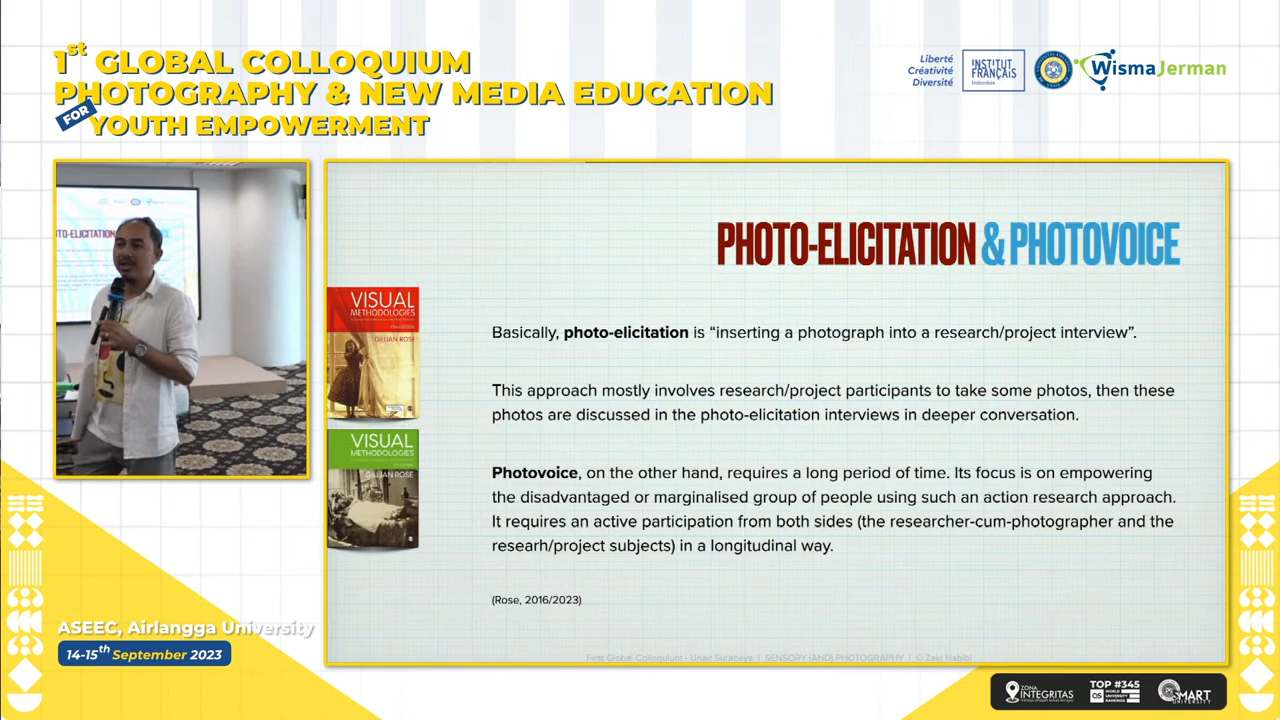 1st GLOBAL COLLOQUIUM
PHOTOGRAPHY & NEW MEDIA EDUCATION
FOR YOUTH EMPOWERMENT
Liberté
Créativité
Diversité
INSTITUT
FRANÇAIS
Indonésie
WismaJerman
PHOTO-ELICITATION & PHOTOVOICE
VISUAL
METHODOLOGIES
GILLIAN ROSE
VISUAL
METHODOLOGIES
GILLIAN ROSE
Basically, photo-elicitation is “inserting a photograph into a research/project interview”.
This approach mostly involves research/project participants to take some photos, then these
photos are discussed in the photo-elicitation interviews in deeper conversation.
Photovoice, on the other hand, requires a long period of time. Its focus is on empowering
the disadvantaged or marginalised group of people using such an action research approach.
It requires an active participation from both sides (the researcher-cum-photographer and the
researh/project subjects) in a longitudinal way.
(Rose, 2016/2023)
First Global Colloquium - Unair Surabaya | SENSORY (AND) PHOTOGRAPHY | © Zaki Habibi
ASEEC, Airlangga University
14-15th September 2023
ZONA
INTEGRITAS
TOP #345
QS WORLD
UNIVERSITY
RANKINGS
SMART
UNIVERSITY